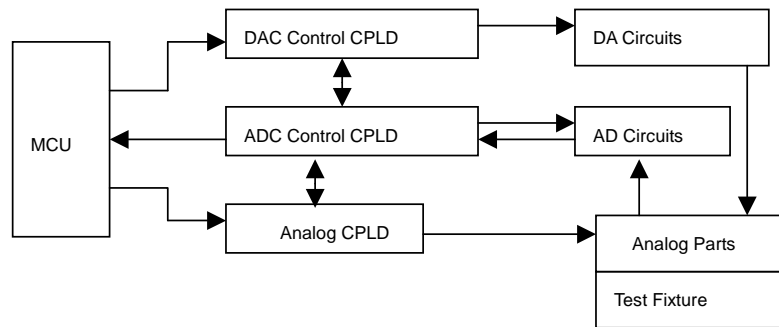 DAC Control CPLD
DA Circuits
MCU
ADC Control CPLD
AD Circuits
Analog CPLD
Analog Parts
Test Fixture